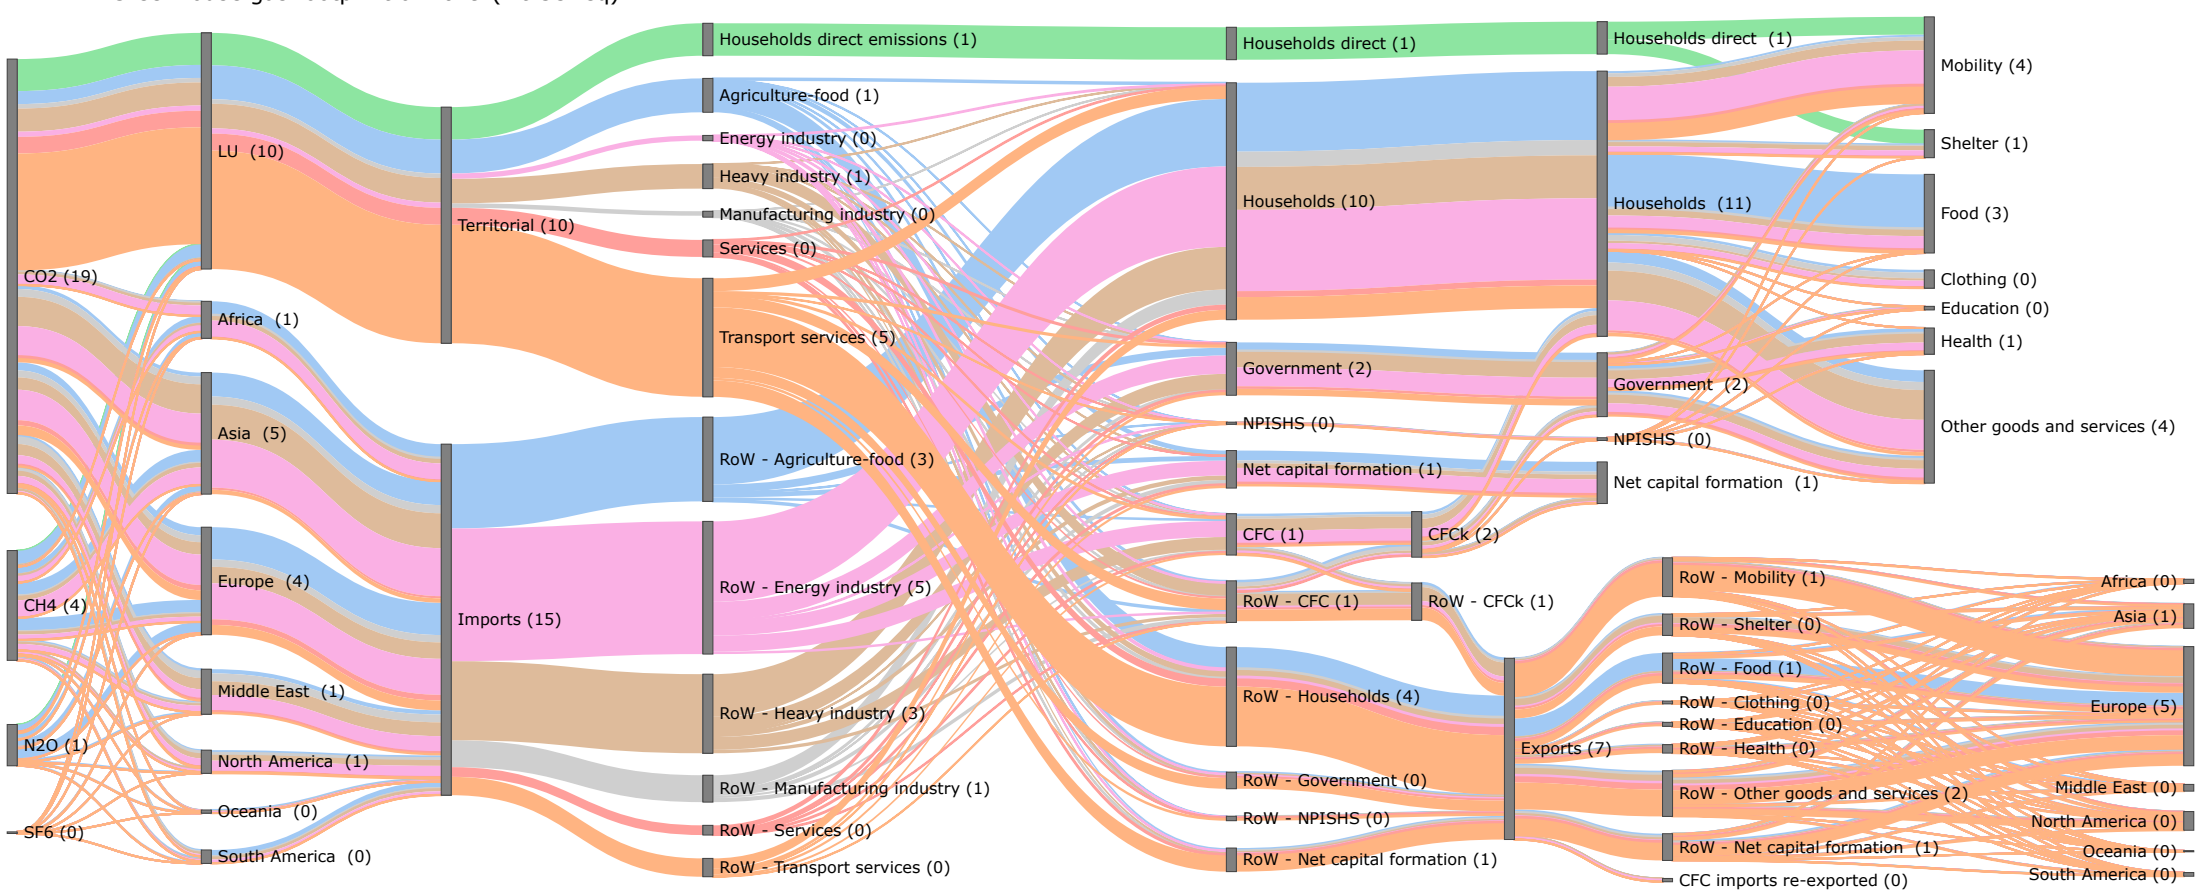 CO2 (19)
CH4 (4)
N2O (1)
SF6 (0)
LU (10)
Africa (1)
Asia (5)
Europe (4)
Middle East (1)
North America (1)
Oceania (0)
South America (0)
Territorial (10)
Imports (15)
Households direct emissions (1)
Agriculture-food (1)
Energy industry (0)
Heavy industry (1)
Manufacturing industry (0)
Services (0)
Transport services (5)
RoW - Agriculture-food (3)
RoW - Energy industry (5)
RoW - Heavy industry (3)
RoW - Manufacturing industry (1)
RoW - Services (0)
RoW - Transport services (0)
Households direct (1)
Households (10)
Government (2)
NPISHS (0)
Net capital formation (1)
CFC (1)
RoW - CFC (1)
RoW - Households (4)
RoW - Government (0)
RoW - NPISHS (0)
RoW - Net capital formation (1)
CFCk (2)
RoW - CFCk (1)
Exports (7)
Households direct (1)
Households (11)
Government (2)
NPISHS (0)
Net capital formation (1)
RoW - Mobility (1)
RoW - Shelter (0)
RoW - Food (1)
RoW - Clothing (0)
RoW - Education (0)
RoW - Health (0)
RoW - Other goods and services (2)
RoW - Net capital formation (1)
CFC imports re-exported (0)
Mobility (4)
Shelter (1)
Food (3)
Clothing (0)
Education (0)
Health (1)
Other goods and services (4)
Africa (0)
Asia (1)
Europe (5)
Middle East (0)
North America (0)
Oceania (0)
South America (0)